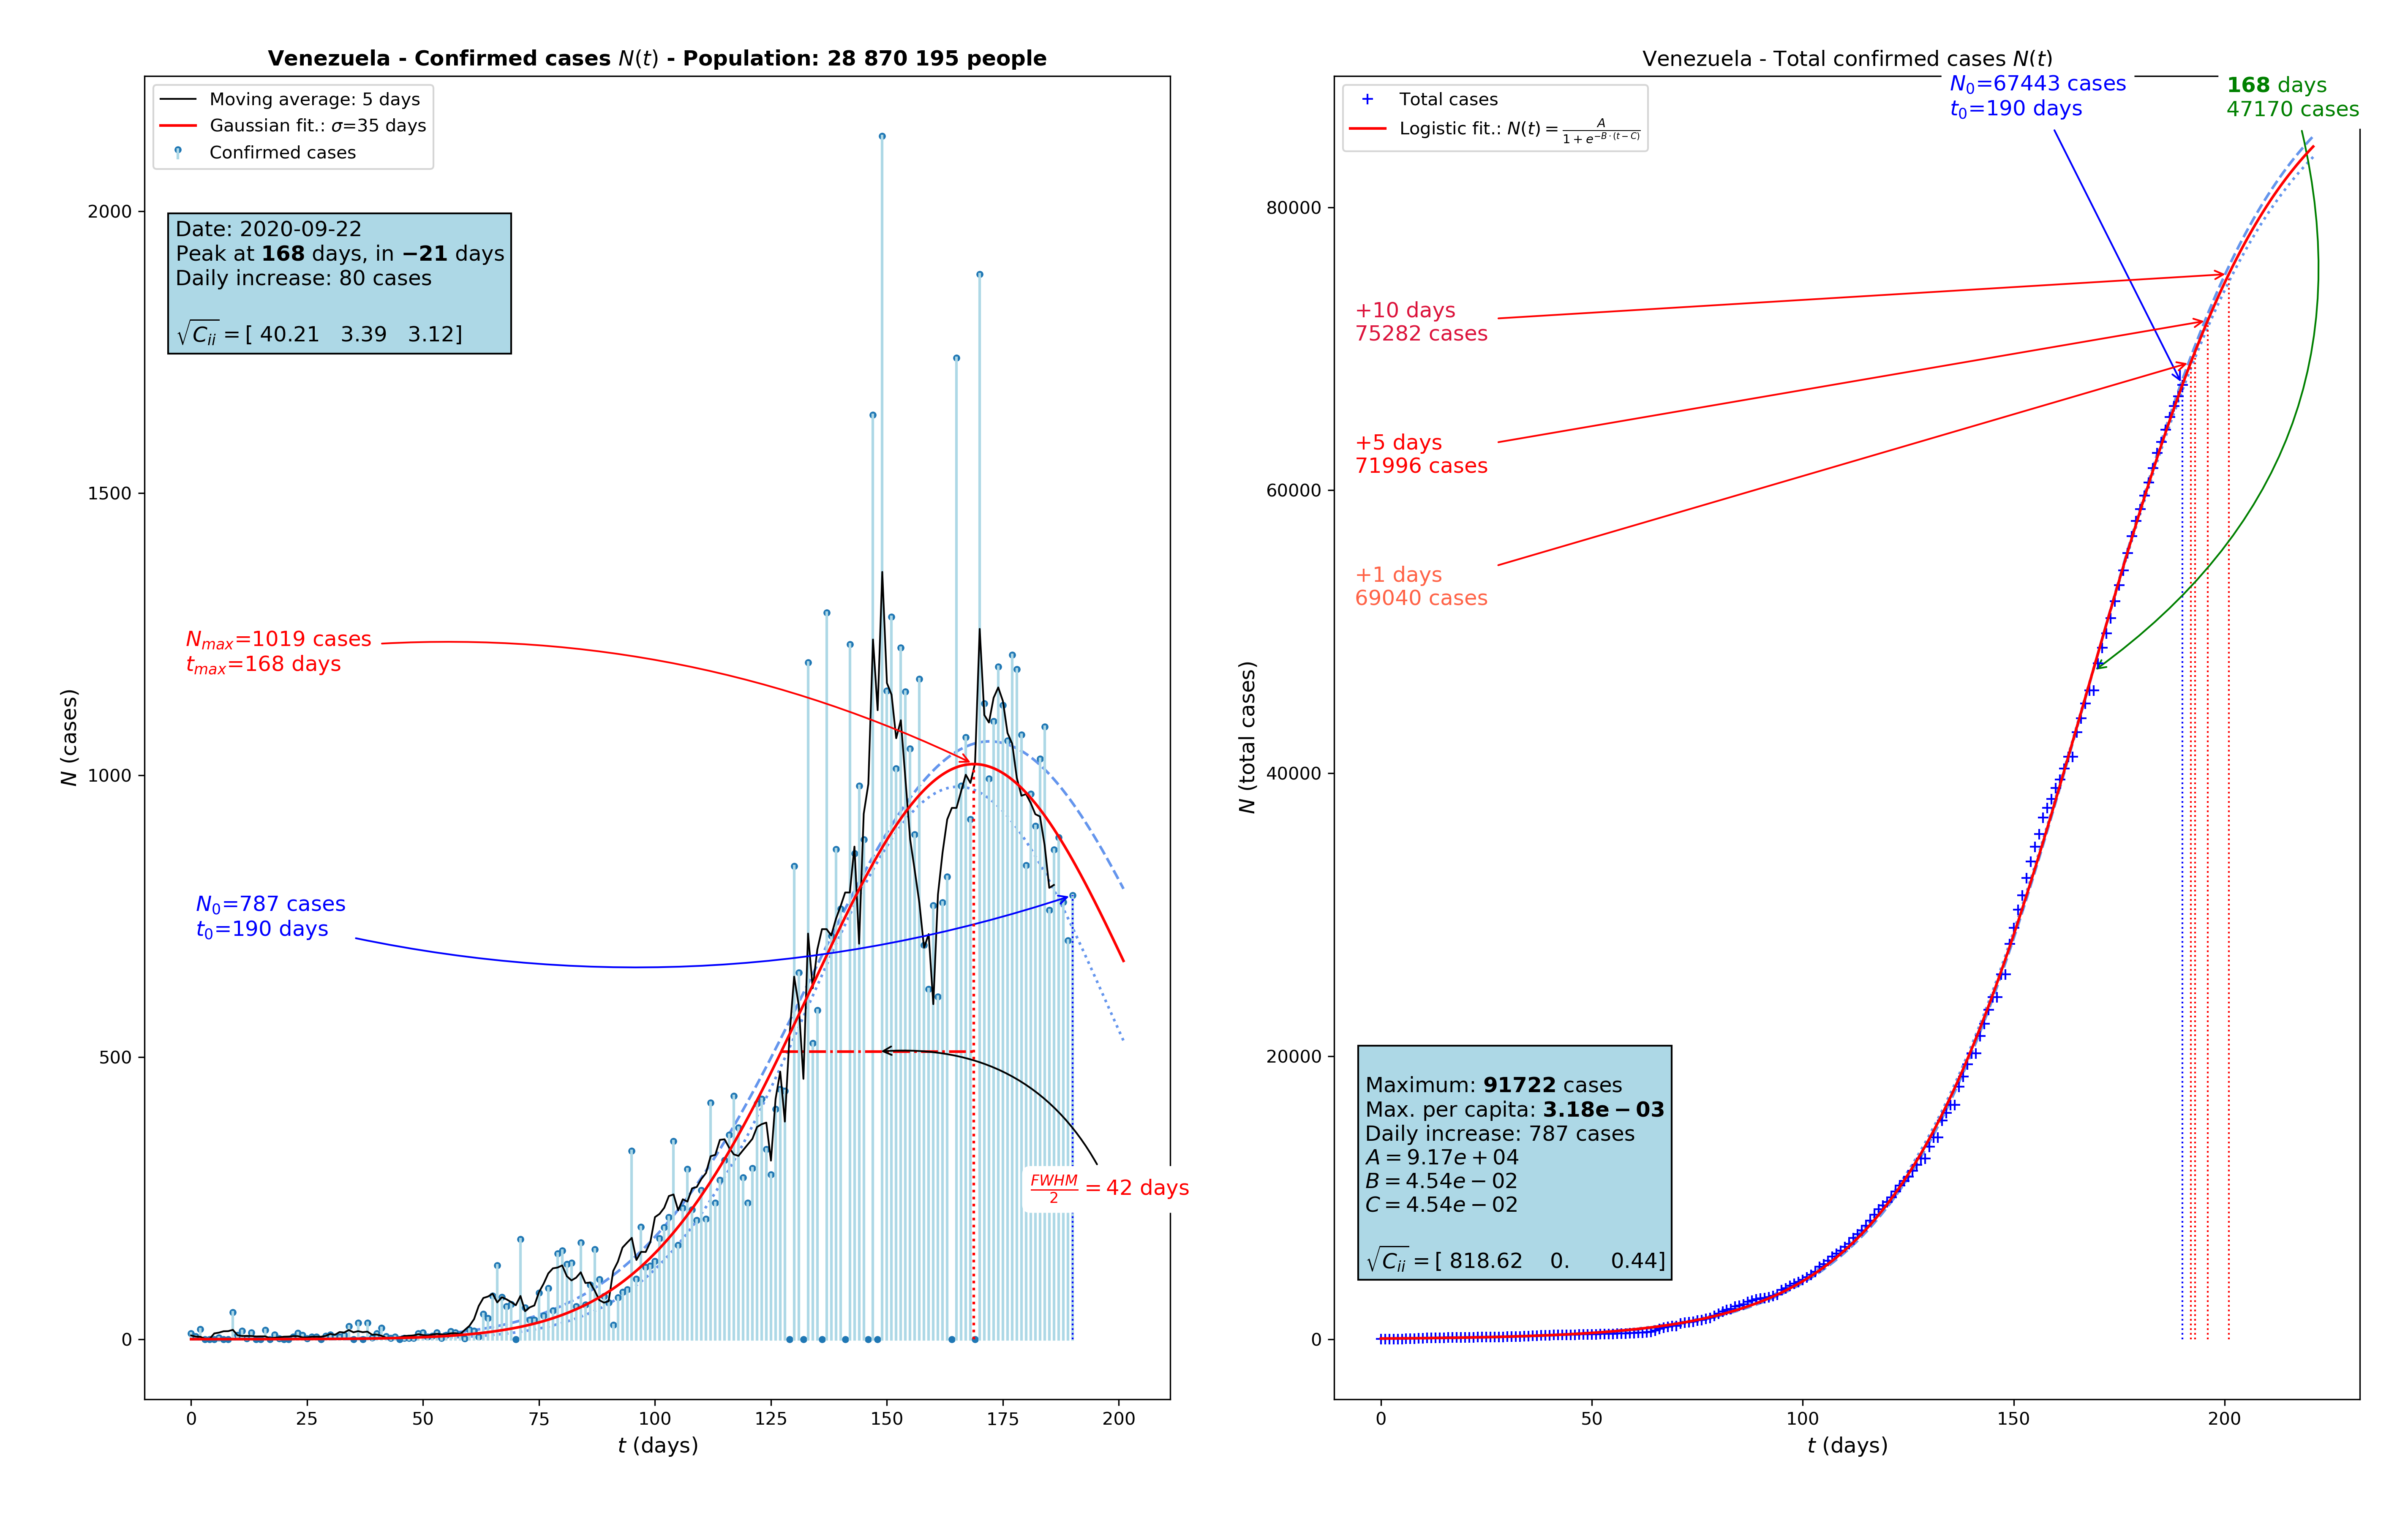 Venezuela - Confirmed cases N(t) - Population: 28 870 195 people
Moving average: 5 days
Gaussian fit.: σ=35 days
Confirmed cases
Date: 2020-09-22
Peak at 168 days, in −21 days
Daily increase: 80 cases
√C_ii = [ 40.21 3.39 3.12]
N_max=1019 cases
t_max=168 days
N_0=787 cases
t_0=190 days
FWHM/2 = 42 days
2000
1500
1000
500
0
N (cases)
0 25 50 75 100 125 150 175 200
t (days)
Venezuela - Total confirmed cases N(t)
Total cases
Logistic fit.: N(t) = A/(1 + e^(−B·(t−C)))
N_0=67443 cases
t_0=190 days
168 days
47170 cases
+10 days
75282 cases
+5 days
71996 cases
+1 days
69040 cases
Maximum: 91722 cases
Max. per capita: 3.18e − 03
Daily increase: 787 cases
A = 9.17e + 04
B = 4.54e − 02
C = 4.54e − 02
√C_ii = [ 818.62 0. 0.44]
80000
60000
40000
20000
0
N (total cases)
0 50 100 150 200
t (days)